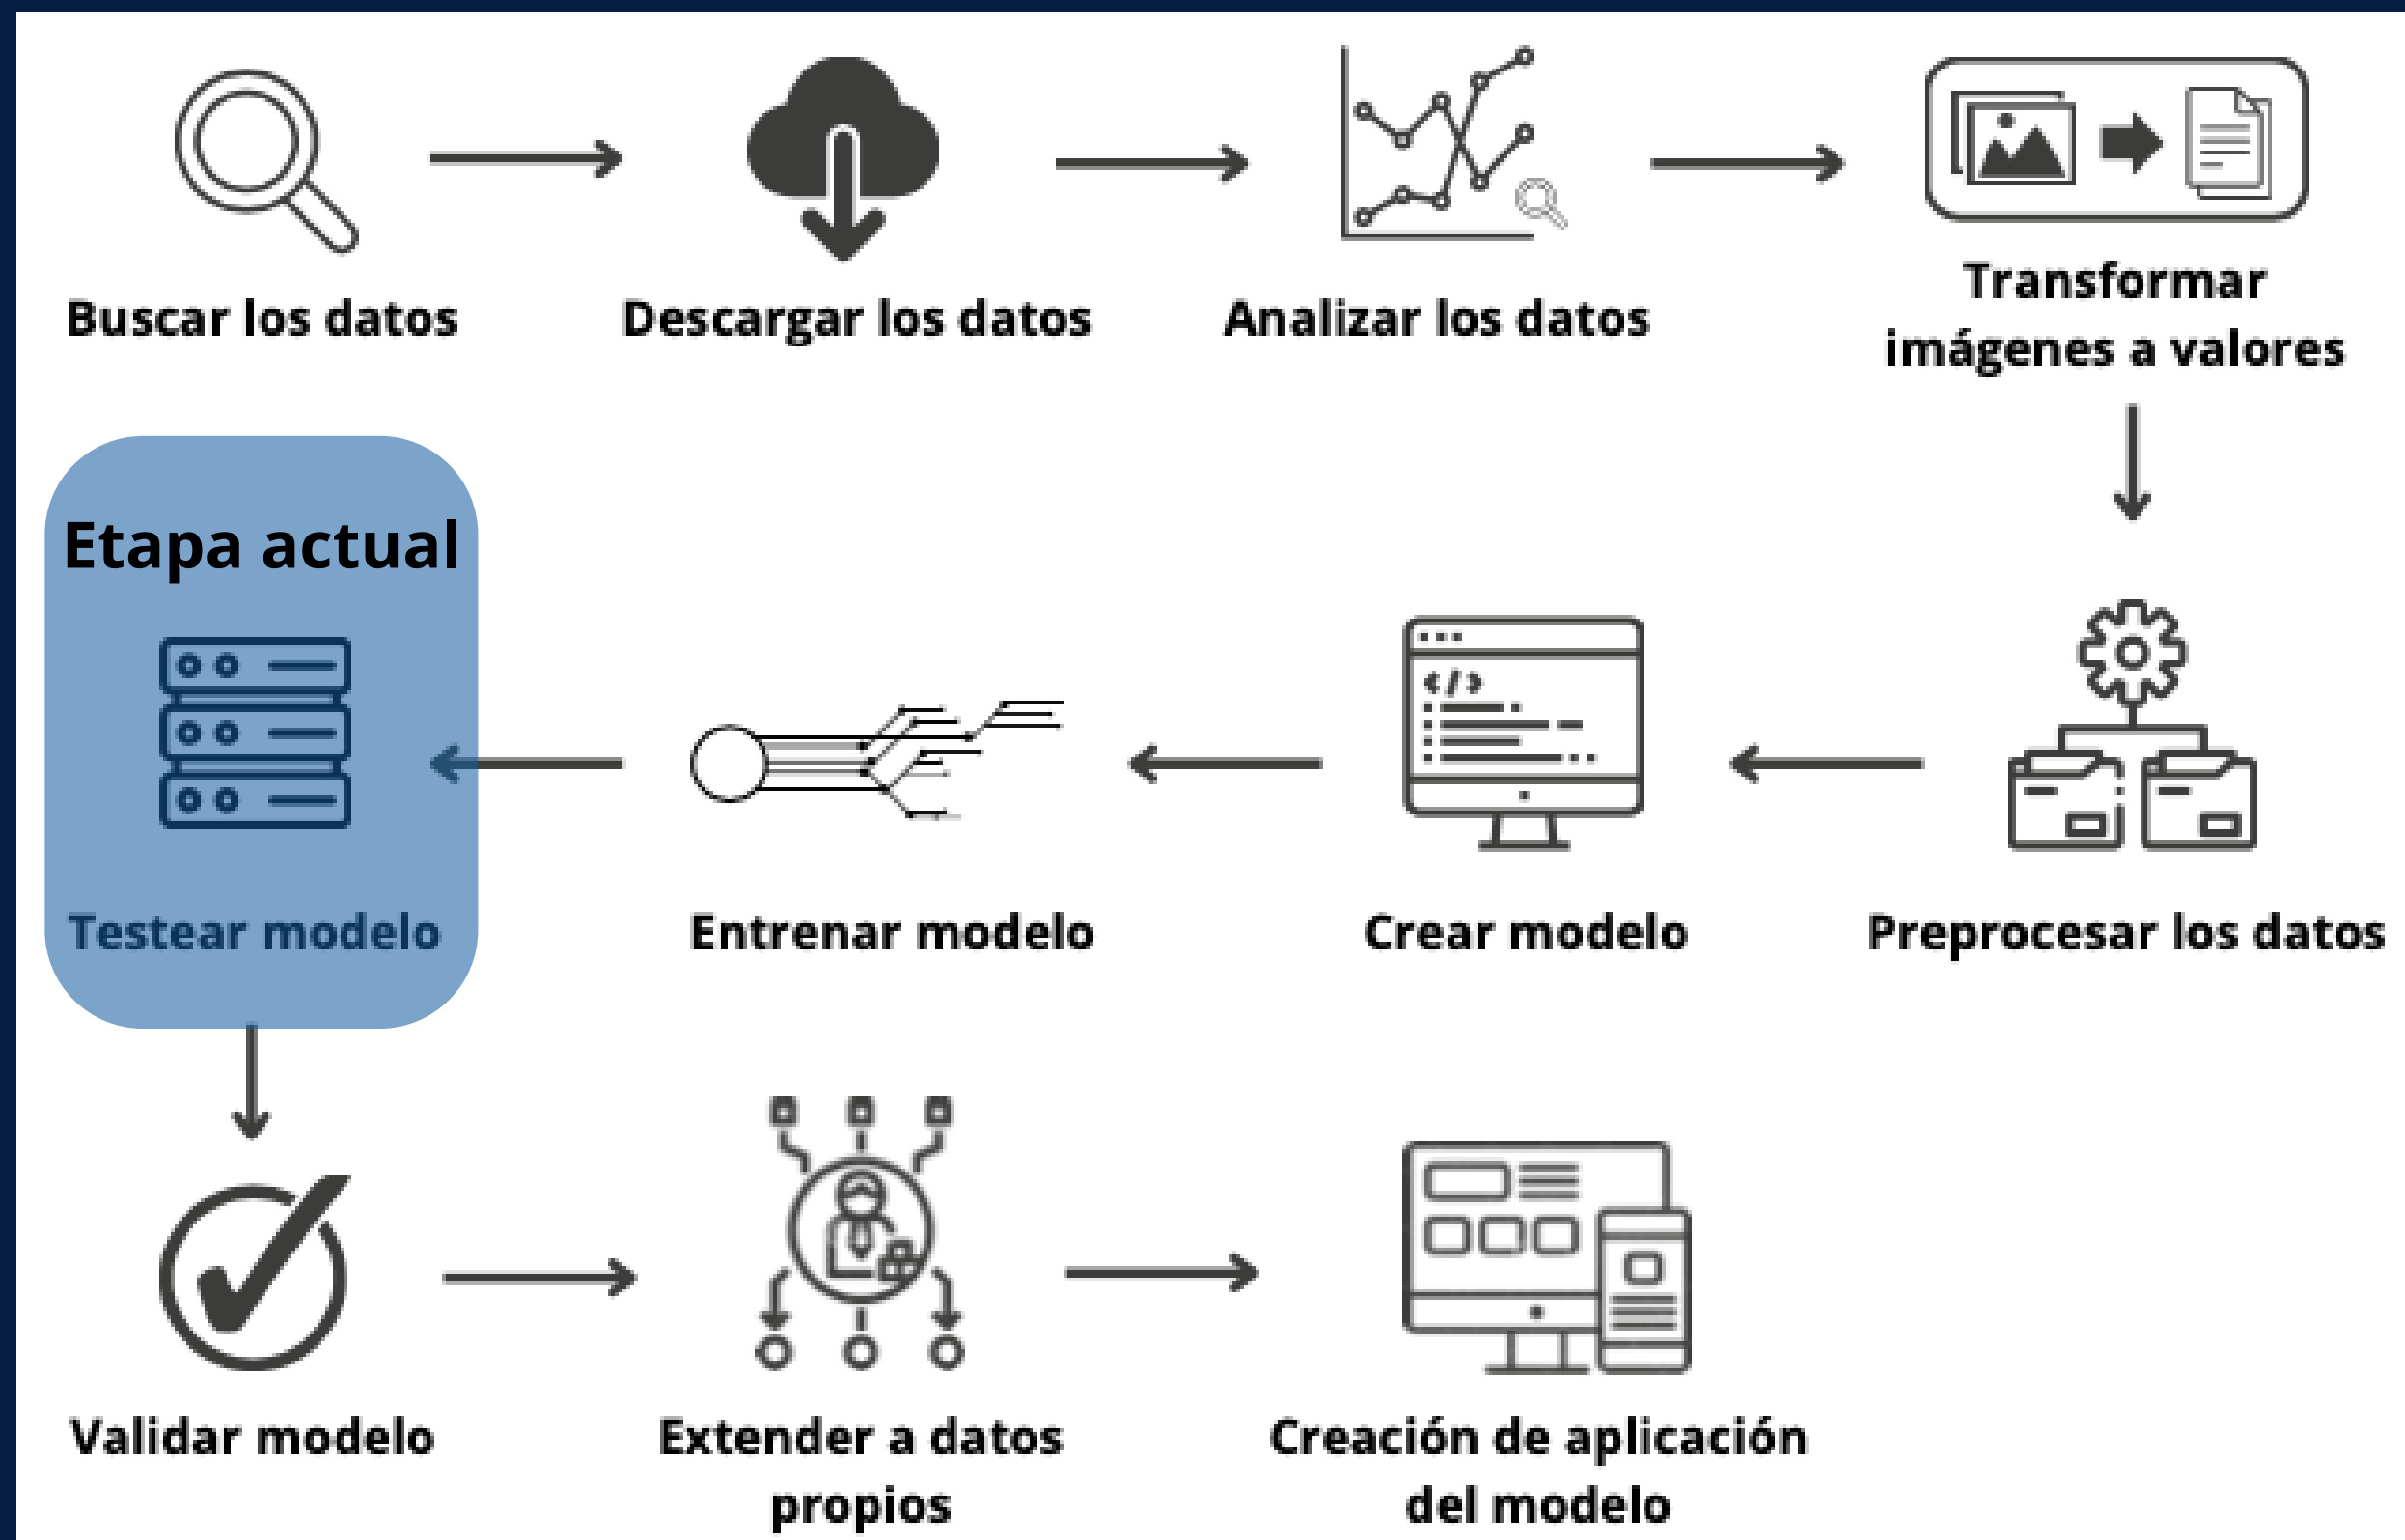 Buscar los datos
Descargar los datos
Analizar los datos
Transformar
imágenes a valores
Etapa actual
Testear modelo
Entrenar modelo
Crear modelo
Preprocesar los datos
Validar modelo
Extender a datos
propios
Creación de aplicación
del modelo